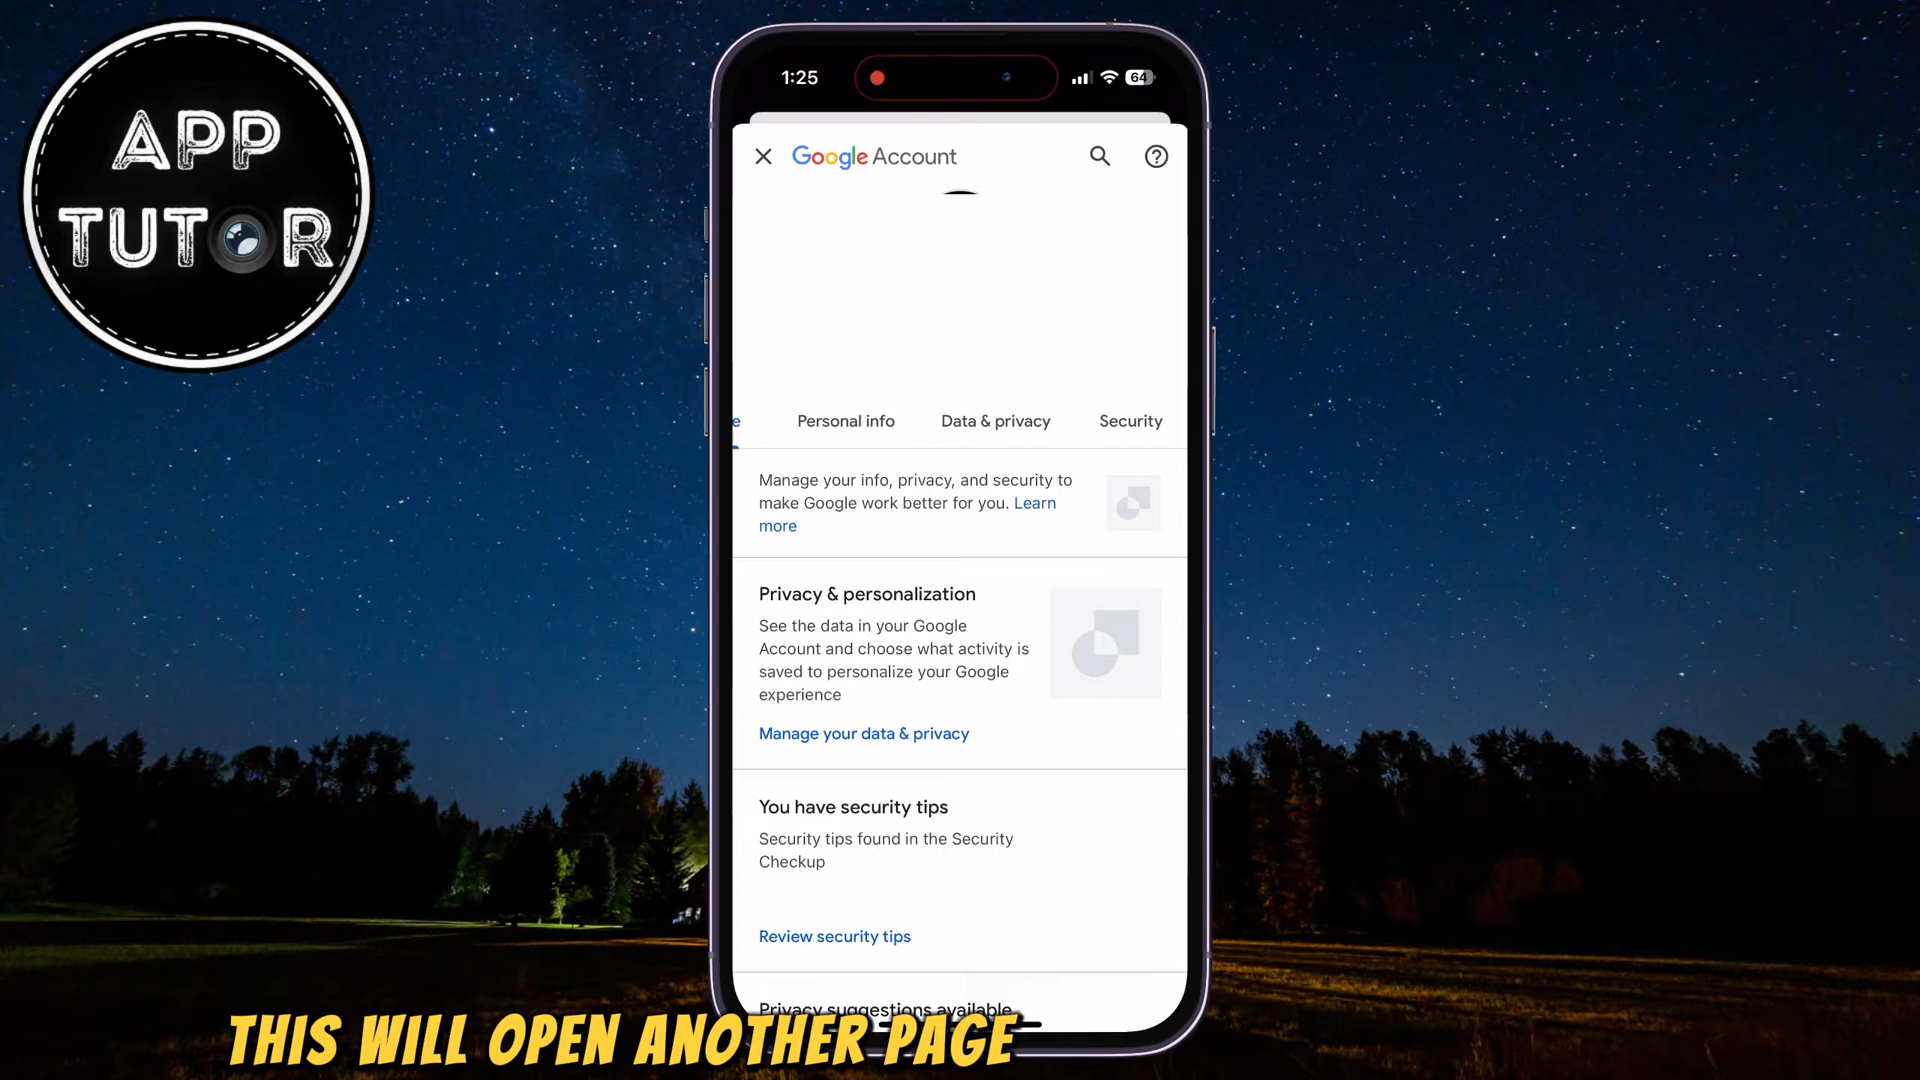 APP
TUTOR
1:25
64
Google Account
e
Personal info
Data & privacy
Security
Manage your info, privacy, and security to
make Google work better for you. Learn
more
Privacy & personalization
See the data in your Google
Account and choose what activity is
saved to personalize your Google
experience
Manage your data & privacy
You have security tips
Security tips found in the Security
Checkup
Review security tips
Privacy suggestions available
THIS WILL OPEN ANOTHER PAGE